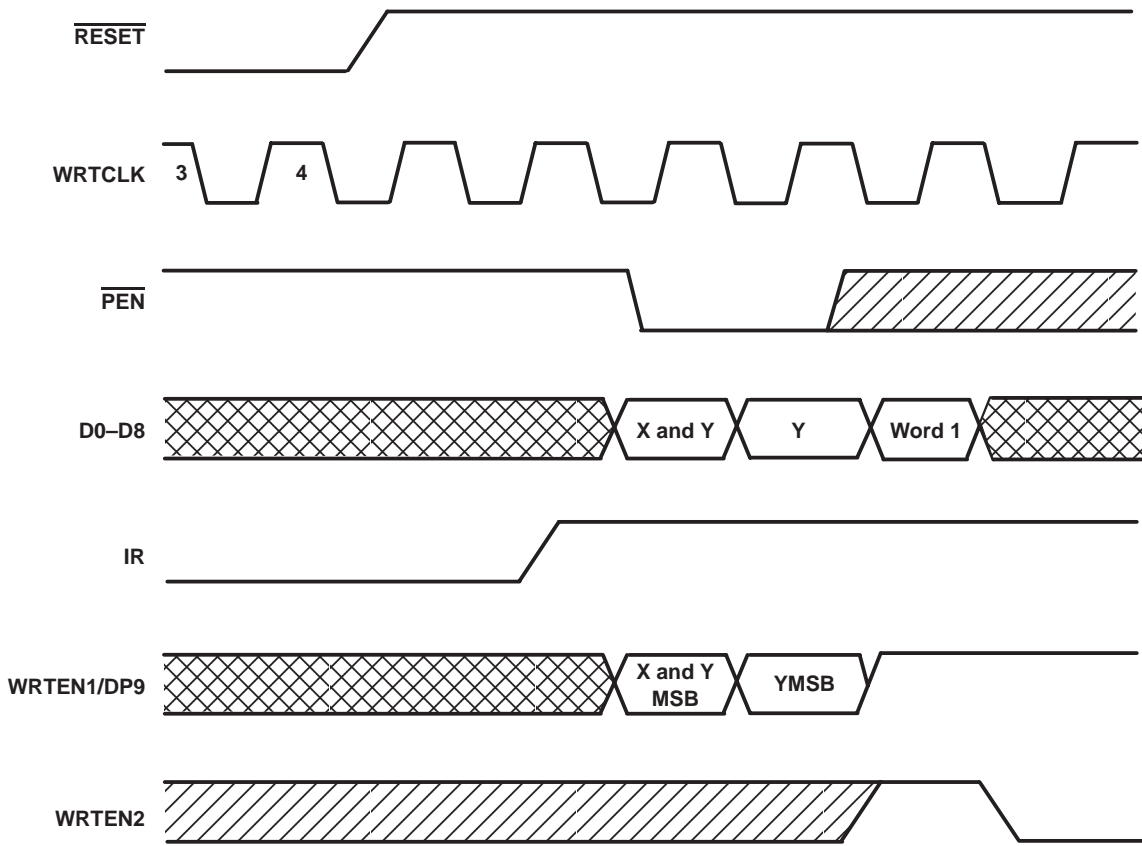 RESET
WRTCLK
3
4
PEN
D0–D8
X and Y
Y
Word 1
IR
WRTEN1/DP9
X and Y
MSB
YMSB
WRTEN2